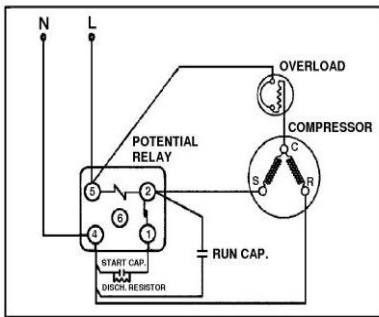 N L
OVERLOAD
COMPRESSOR
POTENTIAL
RELAY
C
S R
5 2
6
4 1
START CAP.
RUN CAP.
DISCH. RESISTOR